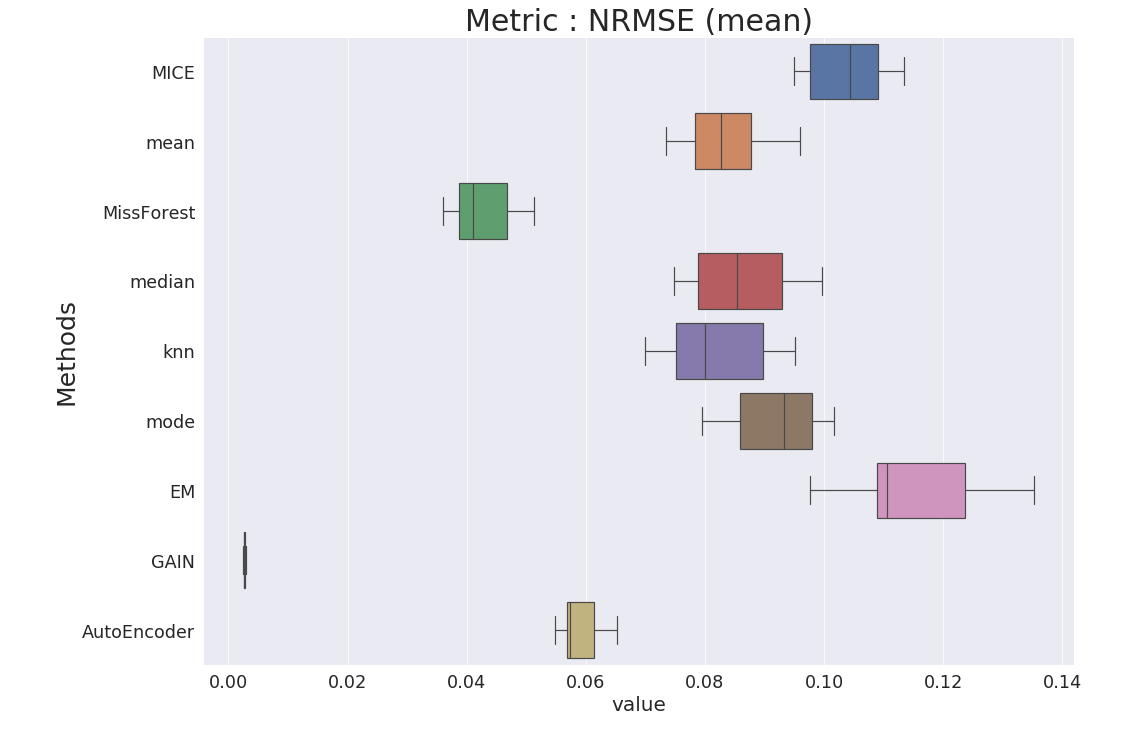 Metric : NRMSE (mean)
Methods
MICE
mean
MissForest
median
knn
mode
EM
GAIN
AutoEncoder
0.00 0.02 0.04 0.06 0.08 0.10 0.12 0.14
value